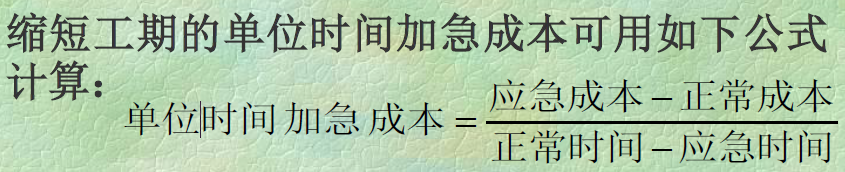 缩短工期的单位时间加急成本可用如下公式
计算：
单位时间加急成本 = 应急成本 − 正常成本
正常时间 − 应急时间